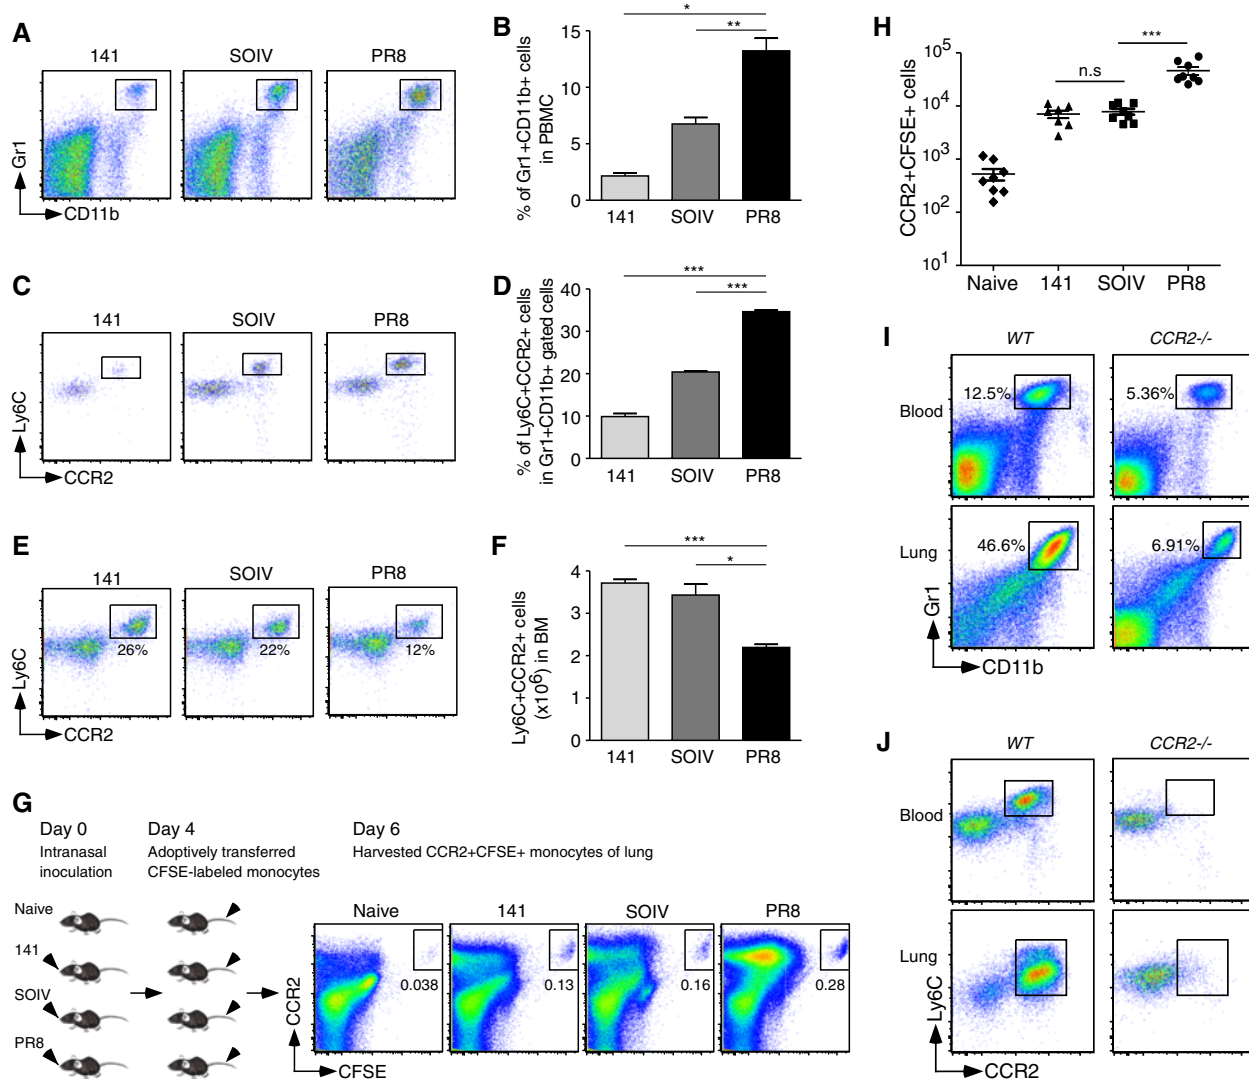 A
141
SOIV
PR8
Gr1
CD11b
B
*
**
15
10
5
0
% of Gr1+CD11b+ cells
in PBMC
141
SOIV
PR8
C
141
SOIV
PR8
Ly6C
CCR2
D
***
***
40
30
20
10
0
% of Ly6C+CCR2+ cells
in Gr1+CD11b+ gated cells
141
SOIV
PR8
E
141
SOIV
PR8
26%
22%
12%
Ly6C
CCR2
F
***
*
4
3
2
1
0
Ly6C+CCR2+ cells
(x10^6) in BM
141
SOIV
PR8
G
Day 0
Intranasal
inoculation
Day 4
Adoptively transferred
CFSE-labeled monocytes
Day 6
Harvested CCR2+CFSE+ monocytes of lung
Naive
141
SOIV
PR8
Naive
141
SOIV
PR8
0.038
0.13
0.16
0.28
CCR2
CFSE
H
***
n.s
10^5
10^4
10^3
10^2
10^1
CCR2+CFSE+ cells
Naive
141
SOIV
PR8
I
WT
CCR2-/-
Blood
12.5%
5.36%
Lung
46.6%
6.91%
Gr1
CD11b
J
WT
CCR2-/-
Blood
Lung
Ly6C
CCR2